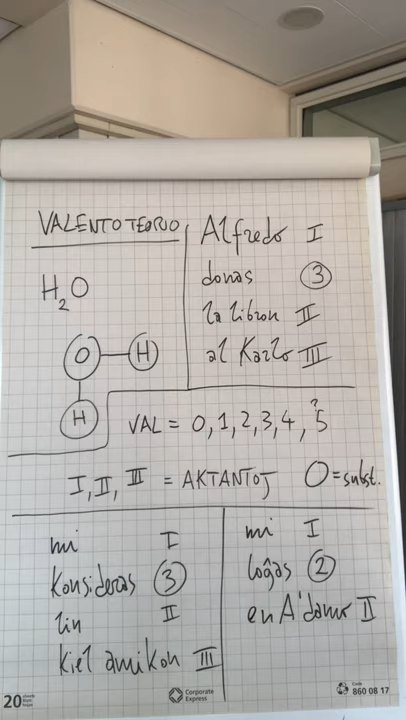 VALENTOTEORIO
H₂O
O H
H
Alfredo I
donas 3
la libron II
al Karlo III
VAL = 0, 1, 2, 3, 4, 5?
I, II, III = AKTANTOJ O = subst.
mi I
konsideras 3
lin II
kiel amikon III
mi I
loĝas 2
en A'damo II
20
Corporate Express
Code
860 08 17